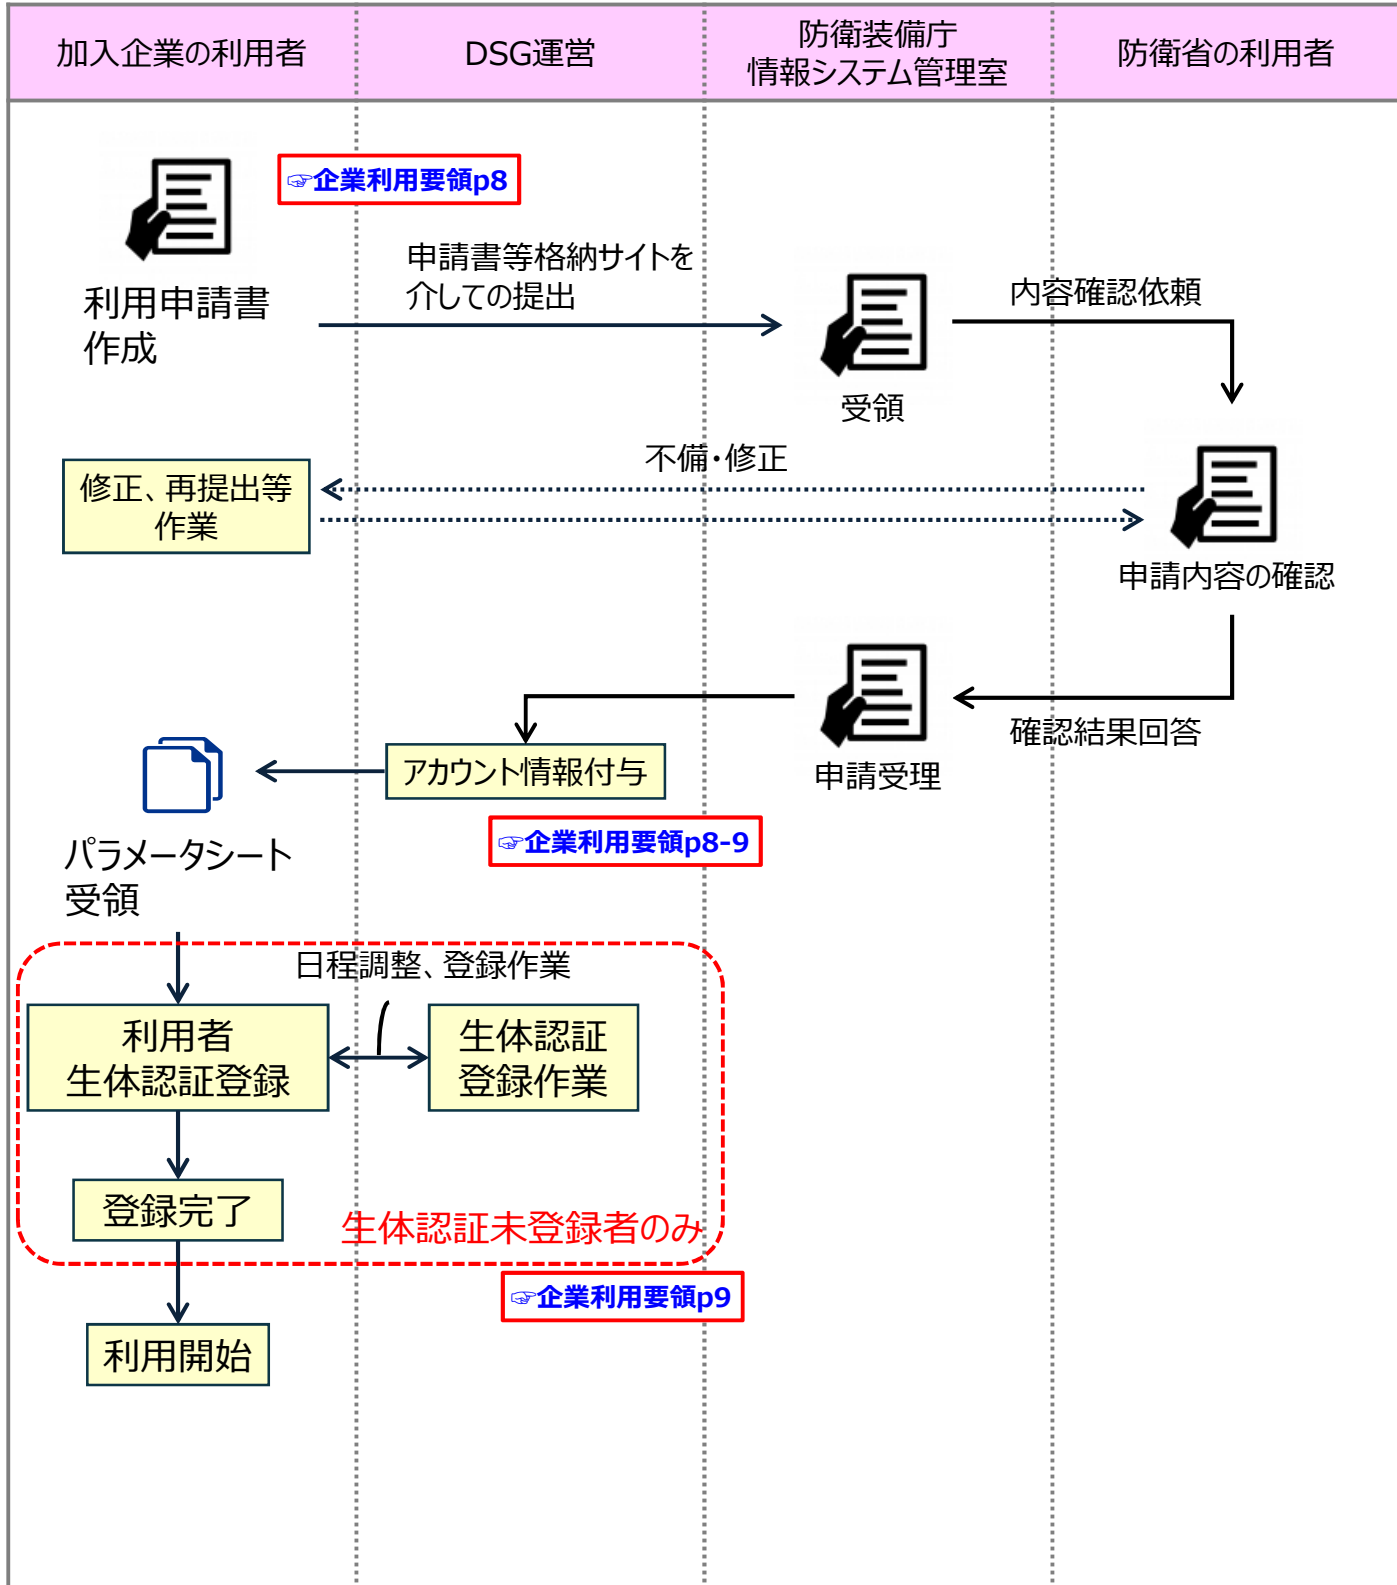 加入企業の利用者
DSG運営
防衛装備庁
情報システム管理室
防衛省の利用者
☞企業利用要領p8
利用申請書
作成
申請書等格納サイトを
介しての提出
受領
内容確認依頼
不備・修正
修正、再提出等
作業
申請内容の確認
確認結果回答
申請受理
アカウント情報付与
☞企業利用要領p8-9
パラメータシート
受領
日程調整、登録作業
利用者
生体認証登録
生体認証
登録作業
登録完了
生体認証未登録者のみ
☞企業利用要領p9
利用開始